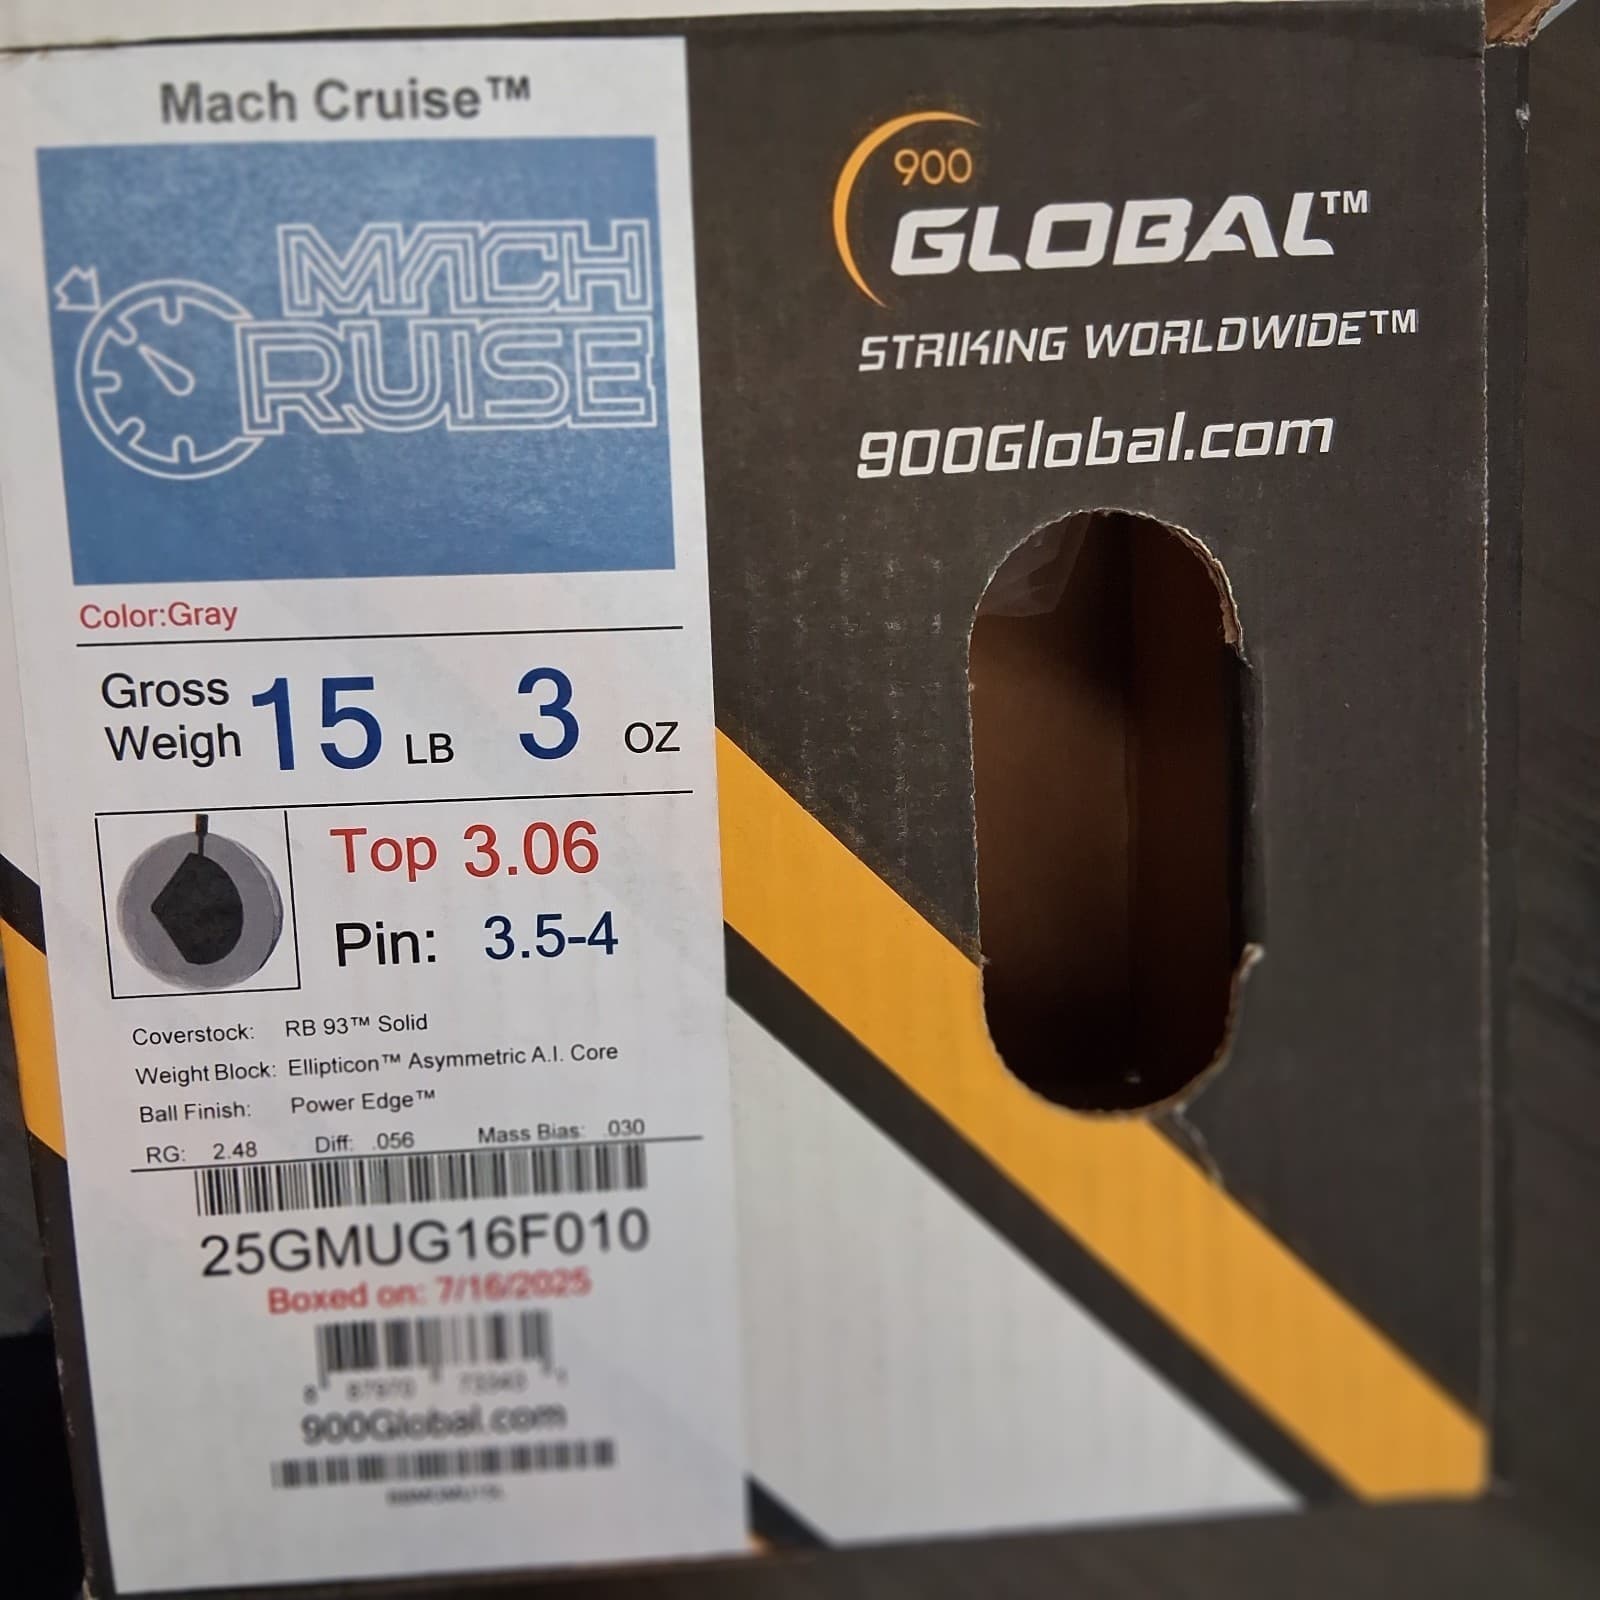 Mach Cruise™
MACH
CRUISE
Color:Gray
Gross
Weigh 15 LB 3 OZ
Top 3.06
Pin: 3.5-4
Coverstock: RB 93™ Solid
Weight Block: Ellipticon™ Asymmetric A.I. Core
Ball Finish: Power Edge™
RG: 2.48 Diff: .056 Mass Bias: .030
25GMUG16F010
Boxed on: 7/16/2025
900Global.com
900
GLOBAL™
STRIKING WORLDWIDE™
900Global.com